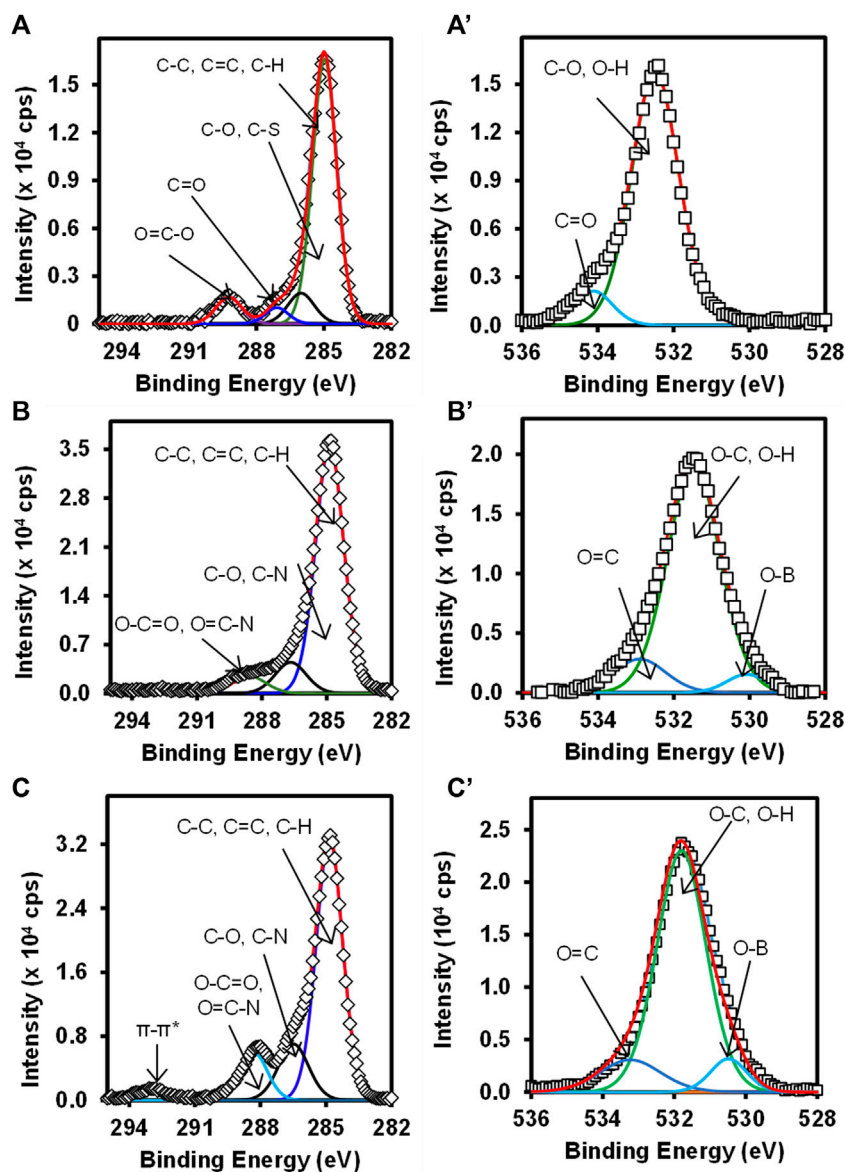 A
Intensity (x 10⁴ cps)
1.5
1.2
0.9
0.6
0.3
0
C-C, C=C, C-H
C-O, C-S
C=O
O=C-O
294 291 288 285 282
Binding Energy (eV)
A'
Intensity (x 10⁴ cps)
1.5
1.2
0.9
0.6
0.3
0.0
C-O, O-H
C=O
536 534 532 530 528
Binding Energy (eV)
B
Intensity (x 10⁴ cps)
3.5
2.8
2.1
1.4
0.7
0.0
C-C, C=C, C-H
C-O, C-N
O-C=O, O=C-N
294 291 288 285 282
Binding Energy (eV)
B'
Intensity (x 10⁴ cps)
2.0
1.5
1.0
0.5
0.0
O-C, O-H
O=C
O-B
536 534 532 530 528
Binding Energy (eV)
C
Intensity (x 10⁴ cps)
3.2
2.4
1.6
0.8
0.0
C-C, C=C, C-H
C-O, C-N
O-C=O,
O=C-N
π-π*
294 291 288 285 282
Binding Energy (eV)
C'
Intensity (10⁴ cps)
2.5
2.0
1.5
1.0
0.5
0.0
O-C, O-H
O=C
O-B
536 534 532 530 528
Binding Energy (eV)